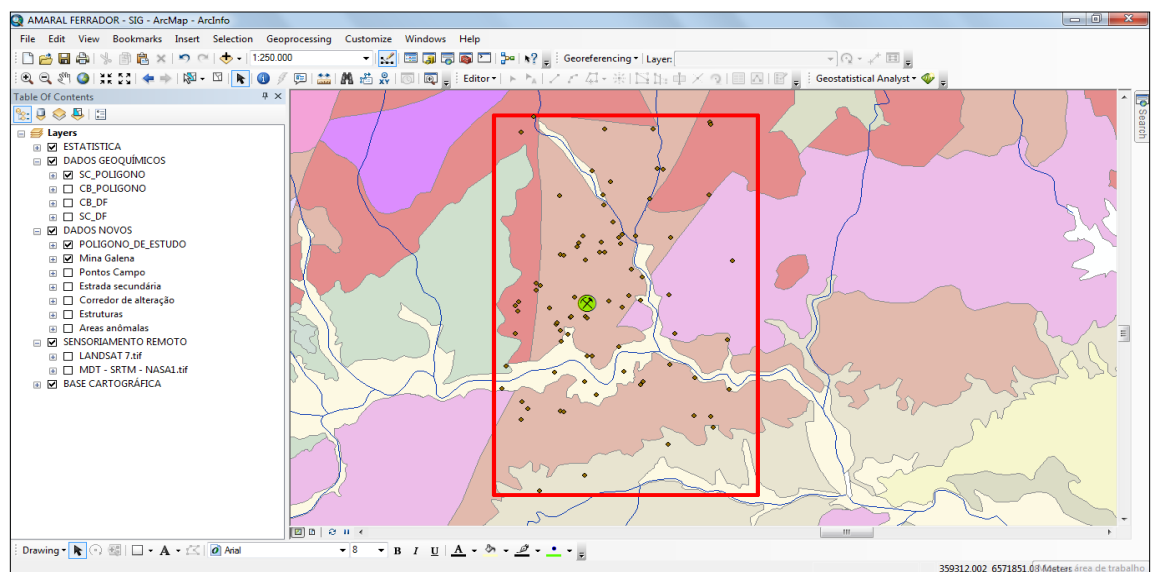 AMARAL FERRADOR - SIG - ArcMap - ArcInfo
File Edit View Bookmarks Insert Selection Geoprocessing Customize Windows Help
1:250.000
Georeferencing
Layer:
Editor
Geostatistical Analyst
Table Of Contents
Layers
ESTATISTICA
DADOS GEOQUÍMICOS
SC_POLIGONO
CB_POLIGONO
CB_DF
SC_DF
DADOS NOVOS
POLIGONO_DE_ESTUDO
Mina Galena
Pontos Campo
Estrada secundária
Corredor de alteração
Estruturas
Areas anômalas
SENSORIAMENTO REMOTO
LANDSAT 7.tif
MDT - SRTM - NASA1.tif
BASE CARTOGRÁFICA
Search
Drawing
A
Arial
8
B I U A
359312,002 6571851,08 Meters
área de trabalho